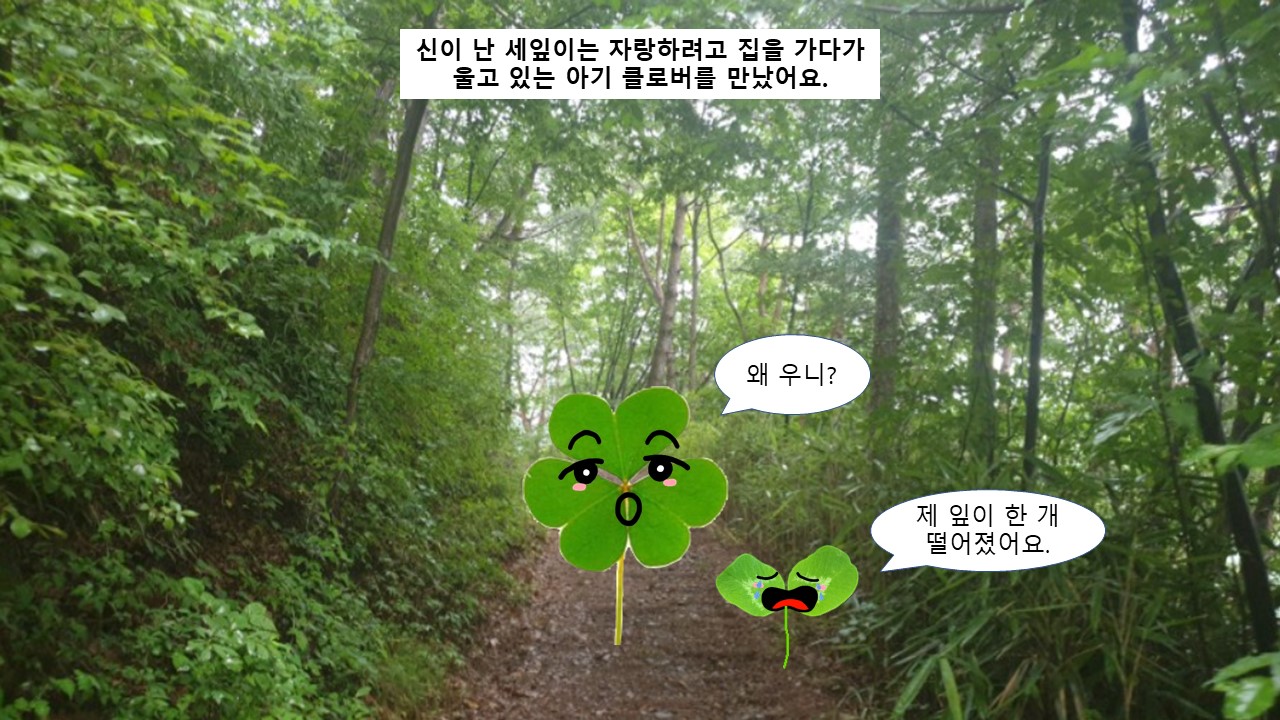 신이 난 세잎이는 자랑하려고 집을 가다가
울고 있는 아기 클로버를 만났어요.
왜 우니?
제 잎이 한 개
떨어졌어요.